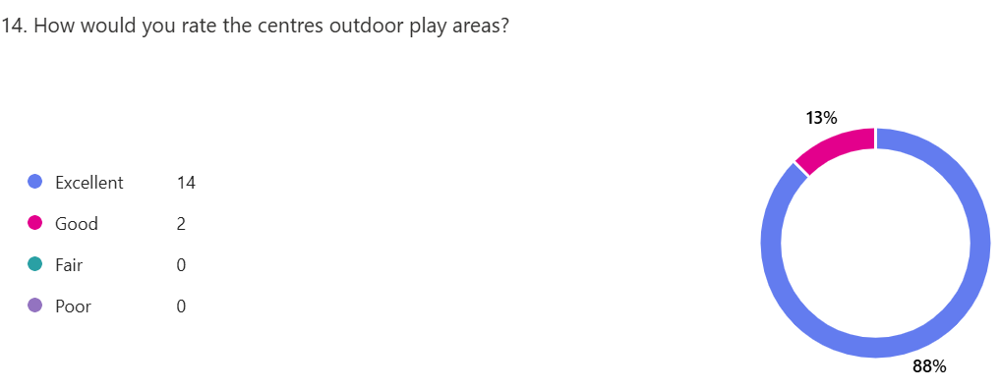 14. How would you rate the centres outdoor play areas?
13%
Excellent 14
Good 2
Fair 0
Poor 0
88%